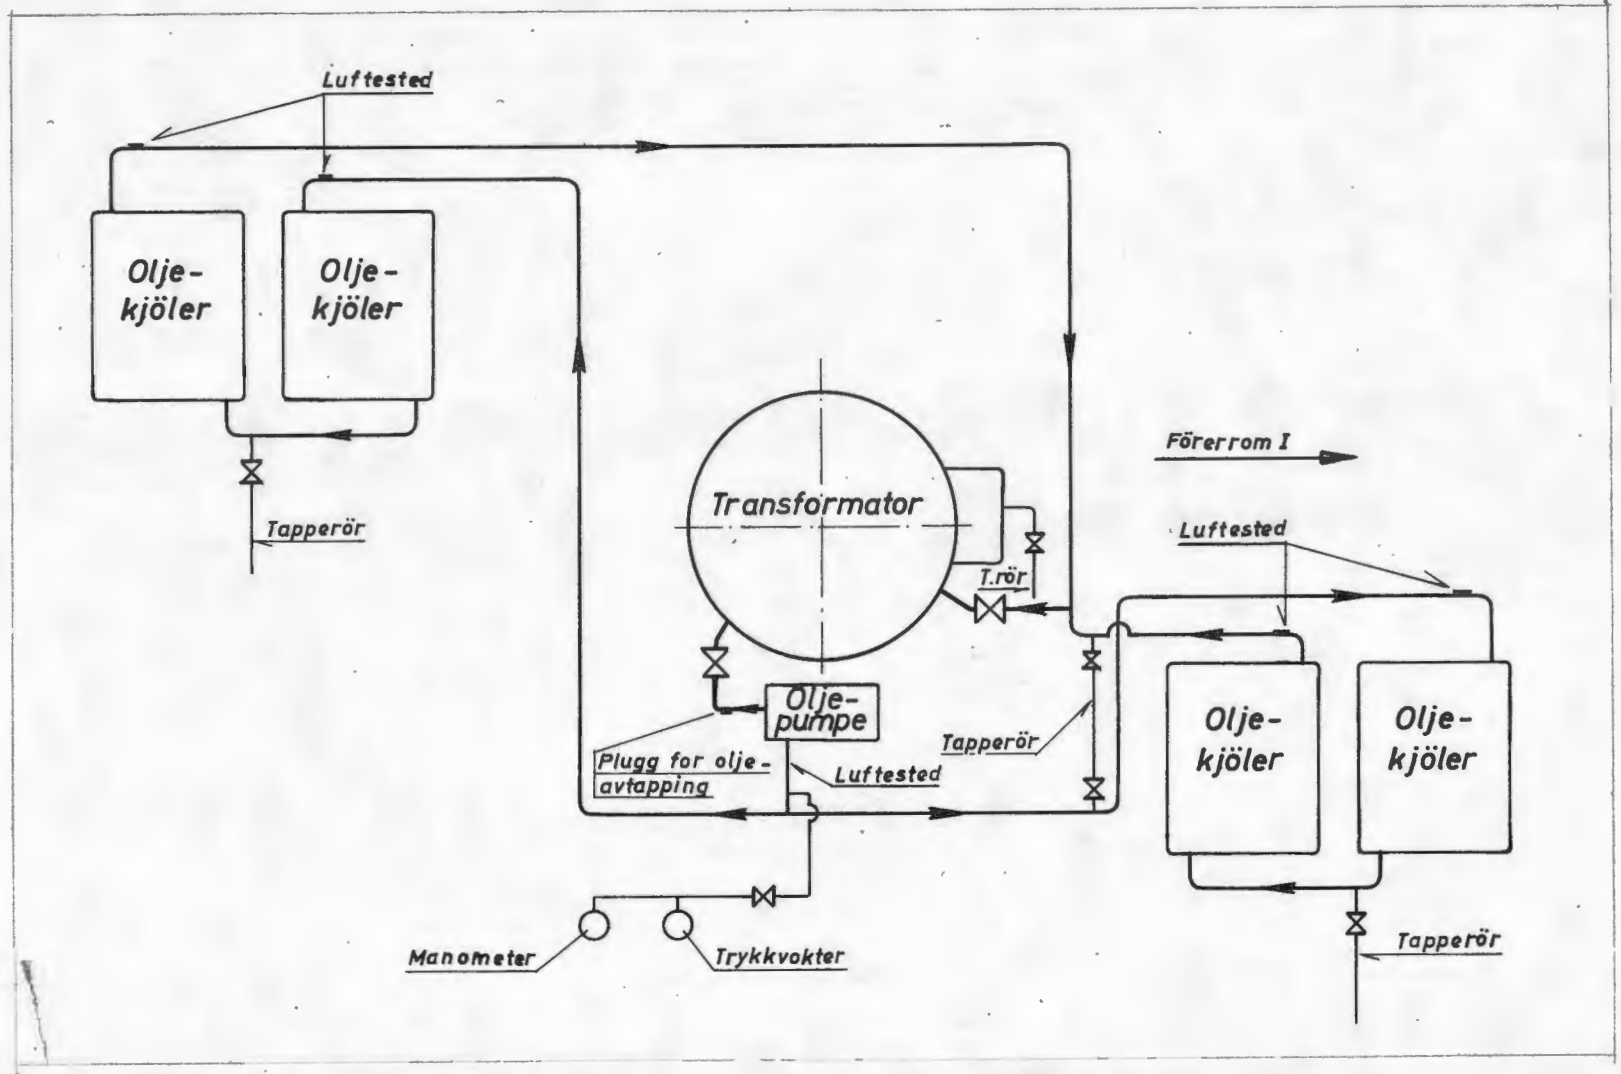 Luftested
Olje-
kjöler
Olje-
kjöler
Tapperör
Transformator
Förerrom I
Luftested
T.rör
Olje-
pumpe
Plugg for olje-
avtapping
Luftested
Tapperör
Olje-
kjöler
Olje-
kjöler
Manometer
Trykkvokter
Tapperör